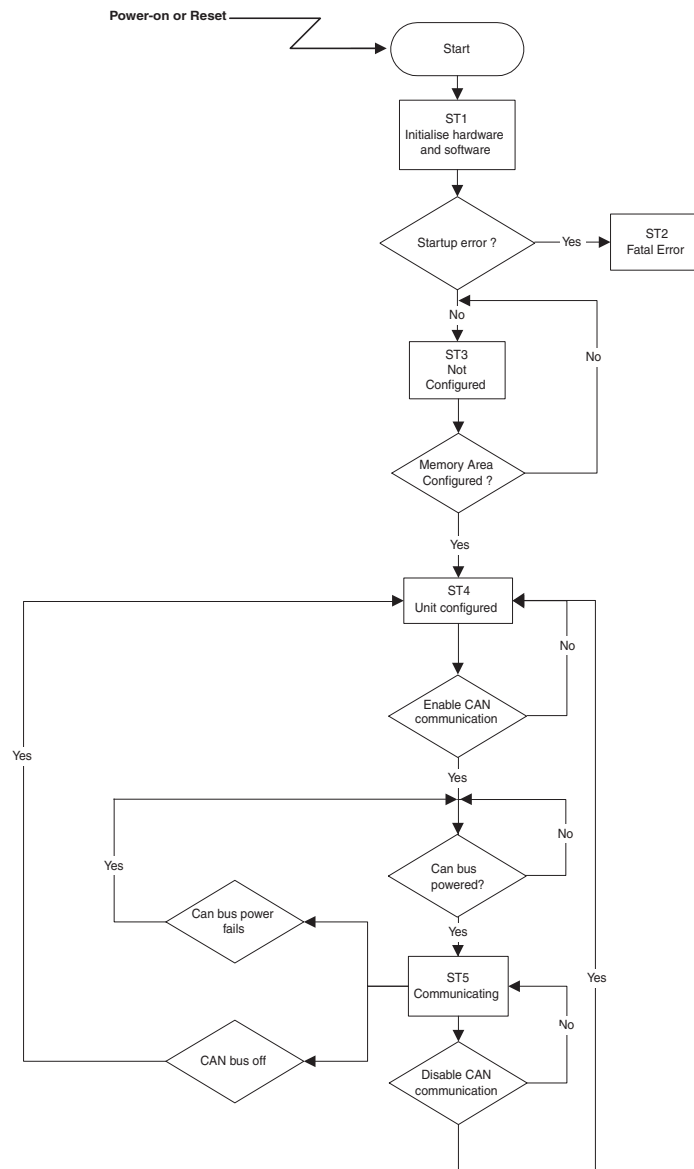 Power-on or Reset
Start
ST1
Initialise hardware
and software
Startup error ?
Yes
ST2
Fatal Error
No
ST3
Not
Configured
No
Memory Area
Configured ?
Yes
ST4
Unit configured
No
Enable CAN
communication
Yes
Yes
No
Can bus
powered?
Yes
Can bus power
fails
Yes
ST5
Communicating
Yes
No
CAN bus off
Disable CAN
communication